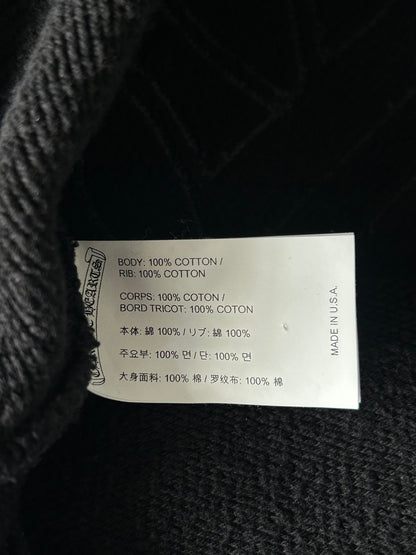 BODY: 100% COTTON /
RIB: 100% COTTON
CORPS: 100% COTON /
BORD TRICOT: 100% COTON
本体: 綿 100% / リブ: 綿 100%
주요부: 100% 면 / 단: 100% 면
大身面料: 100% 棉 / 罗纹布: 100% 棉
MADE IN U.S.A.
HEARTS